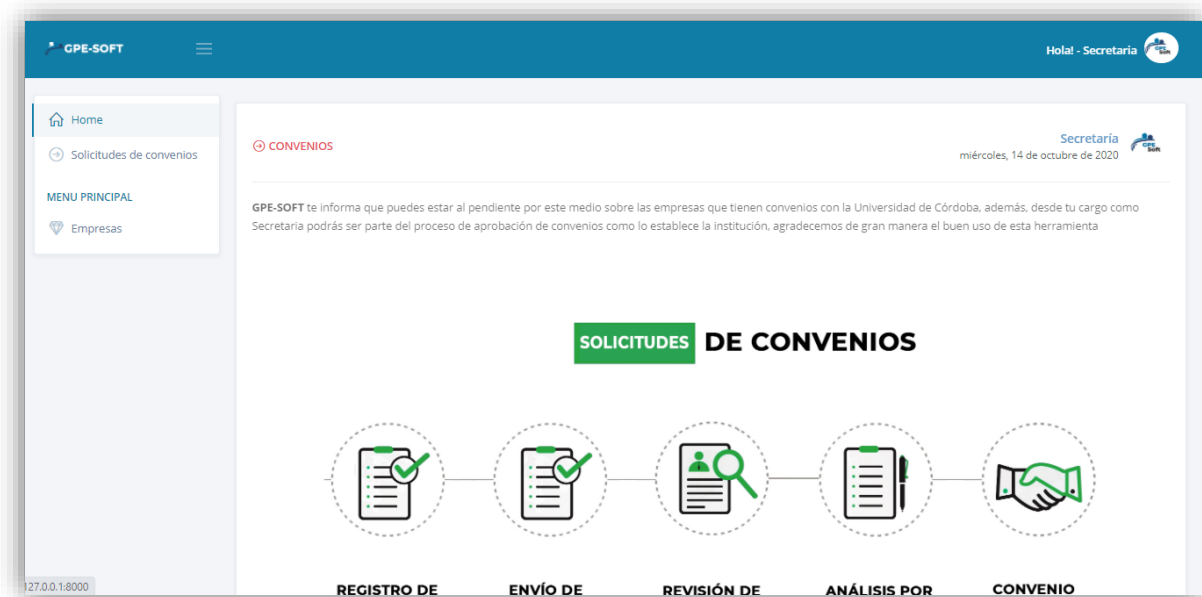 GPE-SOFT
Hola! - Secretaria
Home
Solicitudes de convenios
MENU PRINCIPAL
Empresas
CONVENIOS
Secretaría
miércoles, 14 de octubre de 2020
GPE-SOFT te informa que puedes estar al pendiente por este medio sobre las empresas que tienen convenios con la Universidad de Córdoba, además, desde tu cargo como
Secretaria podrás ser parte del proceso de aprobación de convenios como lo establece la institución, agradecemos de gran manera el buen uso de esta herramienta
SOLICITUDES DE CONVENIOS
REGISTRO DE
ENVÍO DE
REVISIÓN DE
ANÁLISIS POR
CONVENIO
127.0.0.1:8000